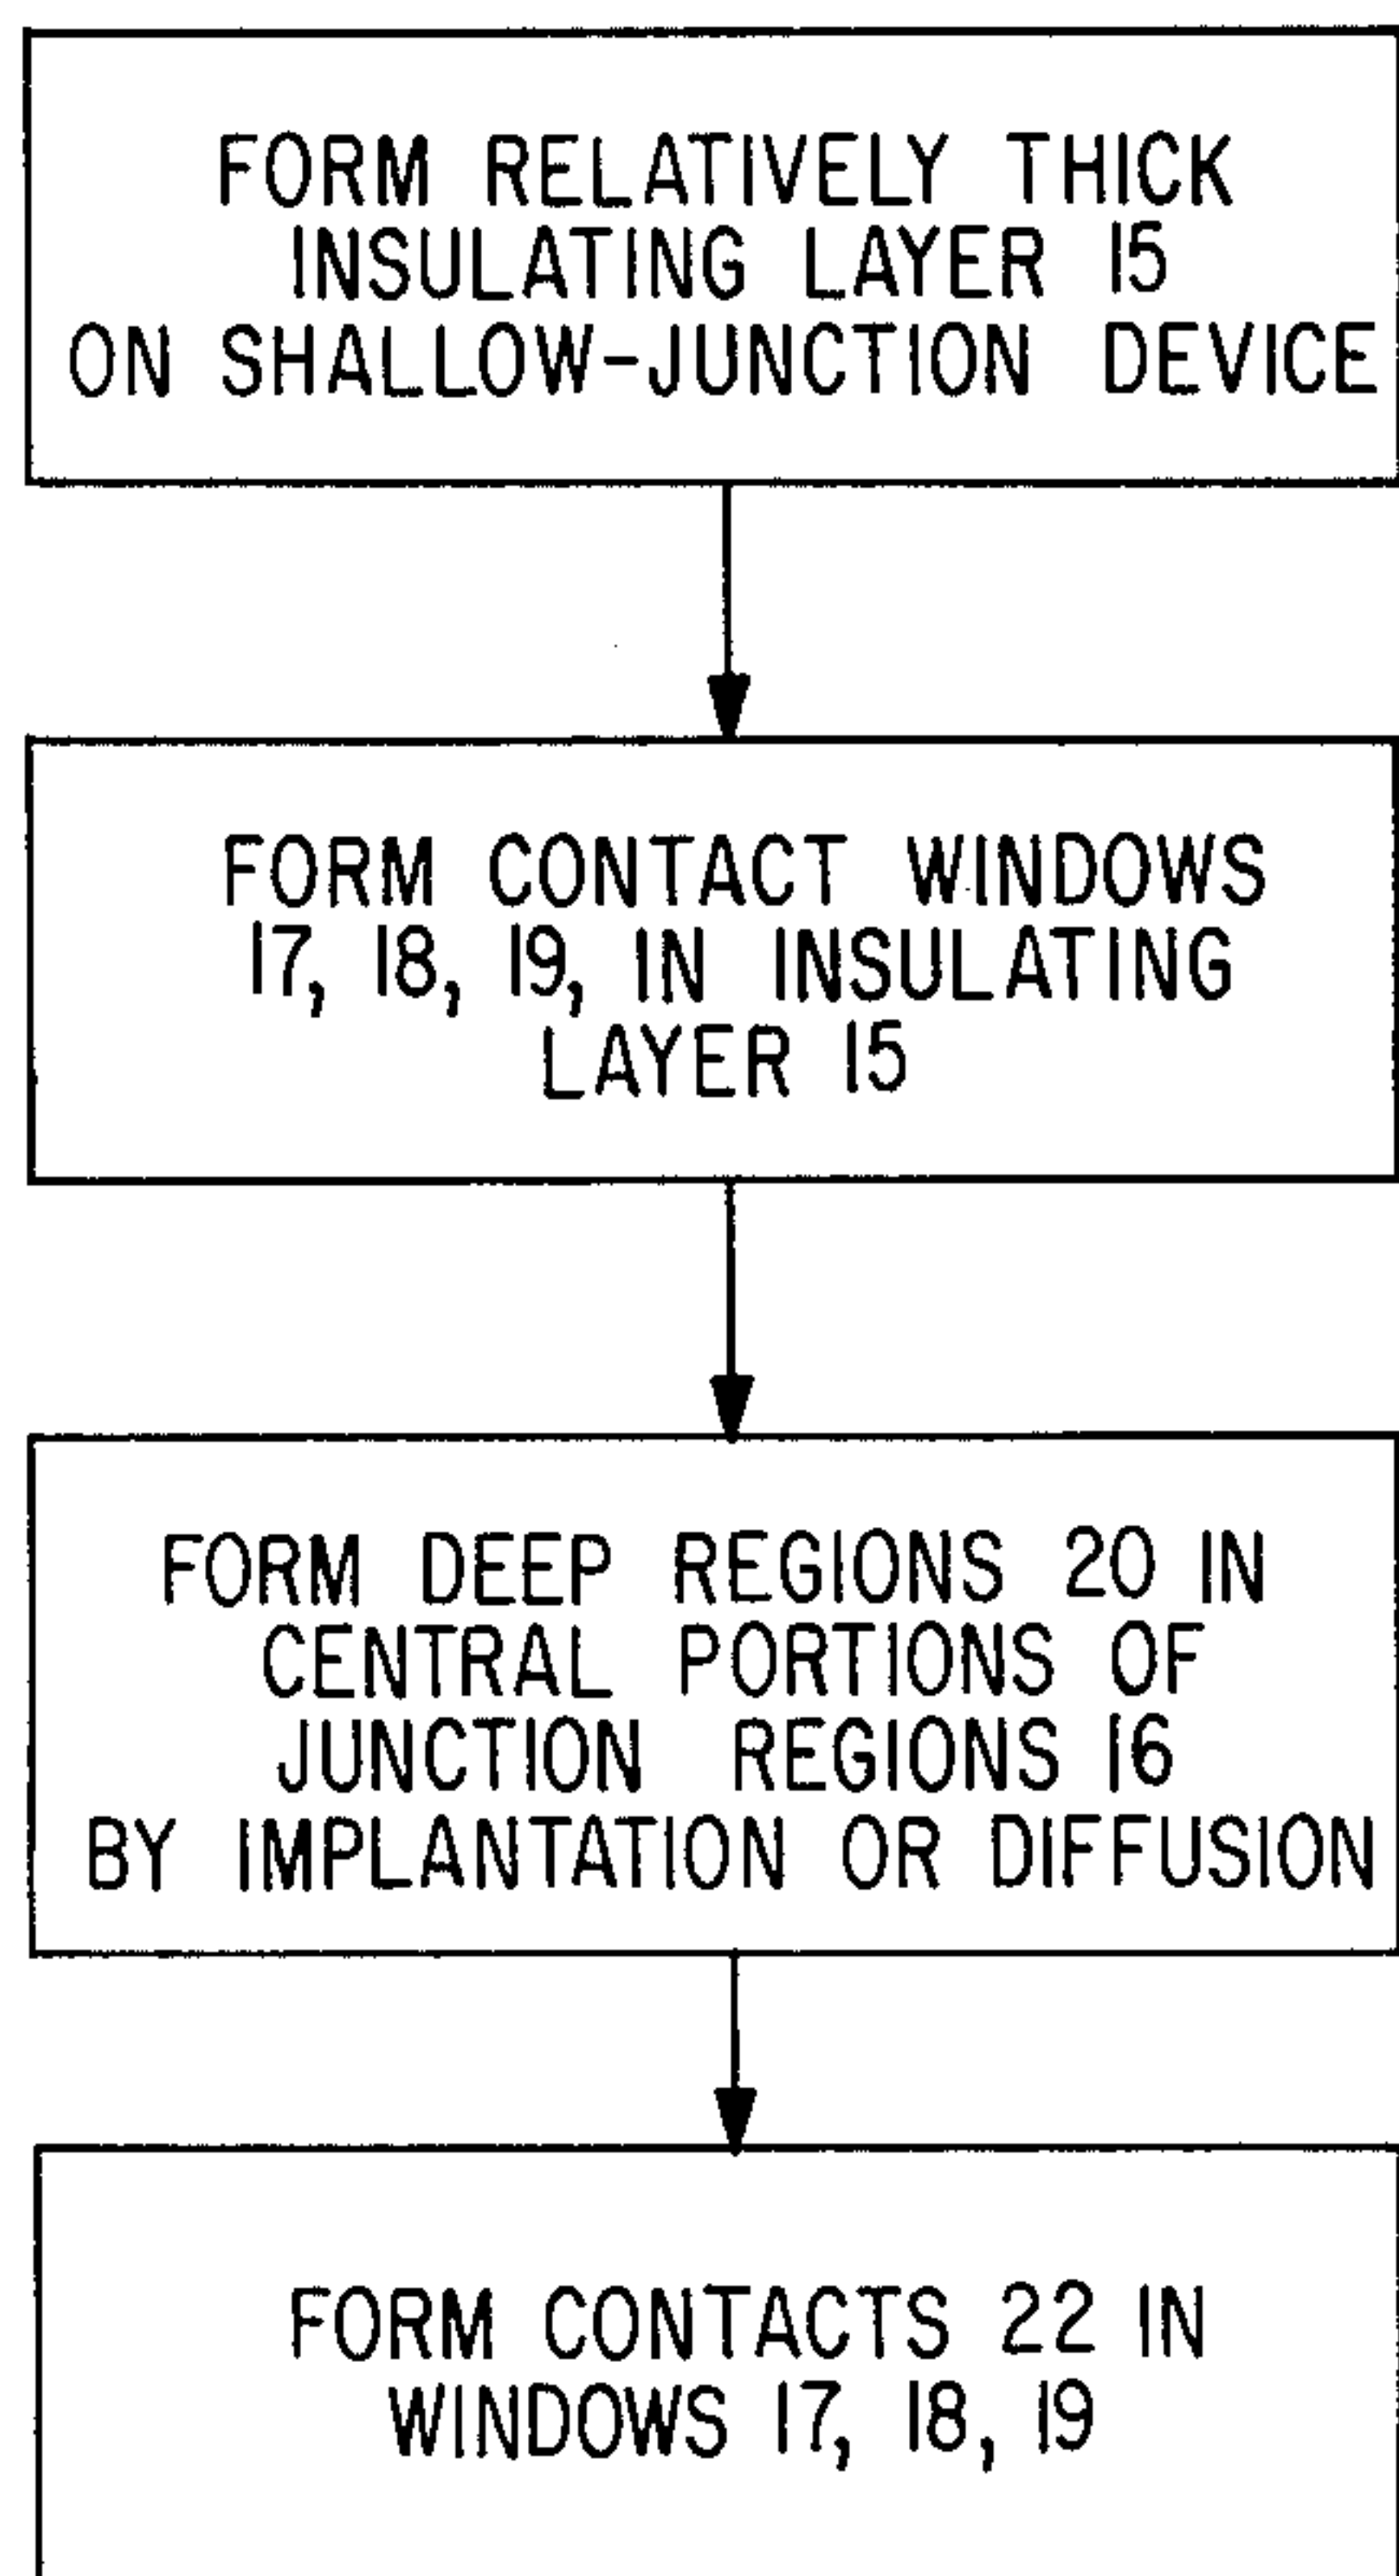 FORM RELATIVELY THICK
INSULATING LAYER 15
ON SHALLOW-JUNCTION DEVICE
FORM CONTACT WINDOWS
17, 18, 19, IN INSULATING
LAYER 15
FORM DEEP REGIONS 20 IN
CENTRAL PORTIONS OF
JUNCTION REGIONS 16
BY IMPLANTATION OR DIFFUSION
FORM CONTACTS 22 IN
WINDOWS 17, 18, 19